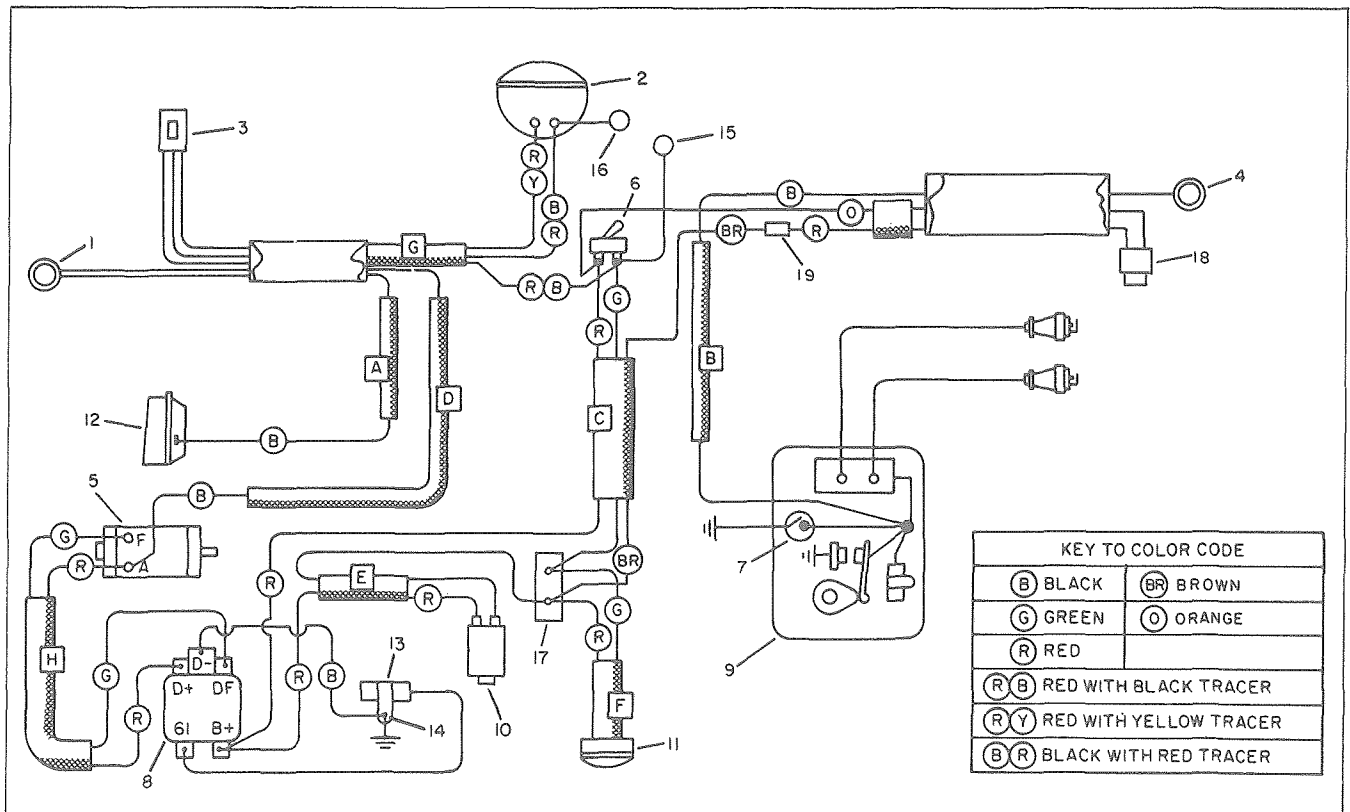 2
3
15
16
6
4
B
R
Y
B
R
O
BR
R
1
G
19
18
R
B
G
R
A
B
D
C
12
B
5
B
G
F
R
A
R
E
R
BR
7
G
17
R
H
G
D-
D+
DF
R
61
B+
8
R
B
13
14
10
F
11
9
KEY TO COLOR CODE
B BLACK BR BROWN
G GREEN O ORANGE
R RED
R B RED WITH BLACK TRACER
R Y RED WITH YELLOW TRACER
B R BLACK WITH RED TRACER